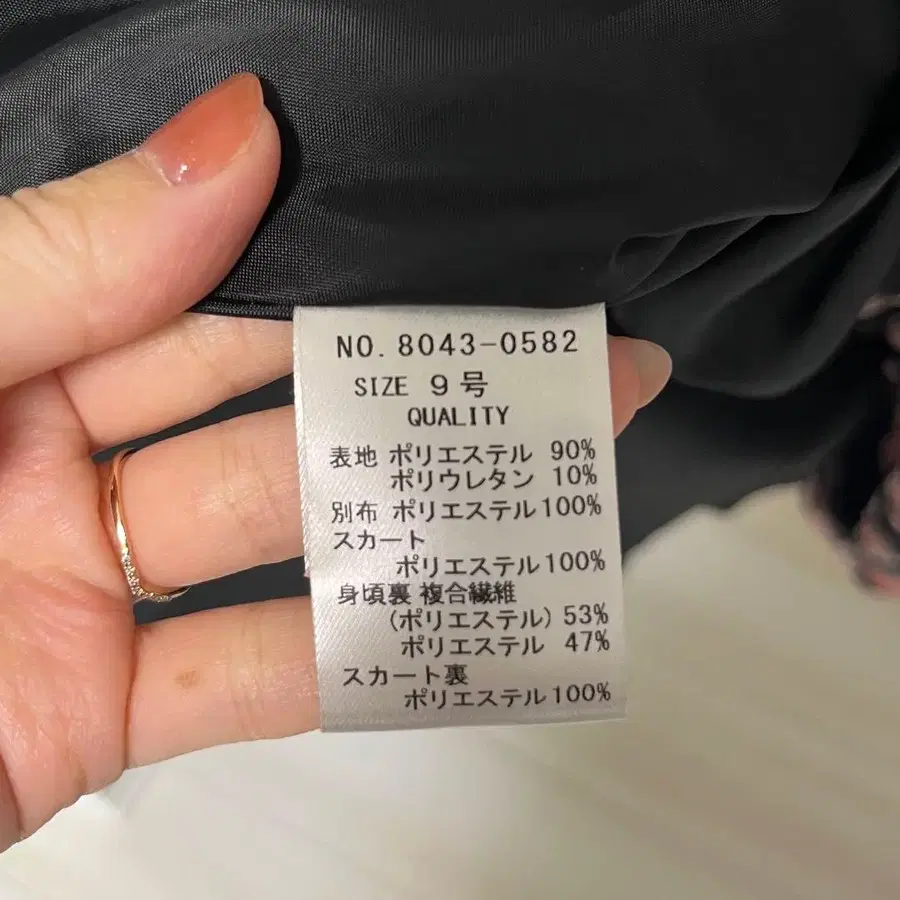 NO. 8043-0582
SIZE 9号
QUALITY
表地 ポリエステル 90%
ポリウレタン 10%
別布 ポリエステル100%
スカート
ポリエステル100%
身頃裏 複合繊維
(ポリエステル) 53%
ポリエステル 47%
スカート裏
ポリエステル100%